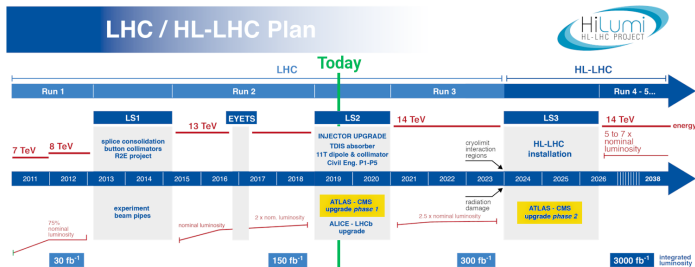 LHC / HL-LHC Plan
HiLumi
HL-LHC PROJECT
Today
LHC
HL-LHC
Run 1
Run 2
Run 3
Run 4 - 5...
LS1
EYETS
LS2
LS3
7 TeV
8 TeV
13 TeV
14 TeV
14 TeV
energy
splice consolidation
button collimators
R2E project
INJECTOR UPGRADE
TDIS absorber
11T dipole & collimator
Civil Eng. P1-P5
cryolimit
interaction
regions
HL-LHC
installation
5 to 7 x
nominal
luminosity
2011
2012
2013
2014
2015
2016
2017
2018
2019
2020
2021
2022
2023
2024
2025
2026
2038
75%
nominal
luminosity
experiment
beam pipes
nominal luminosity
2 x nom. luminosity
ATLAS - CMS
upgrade phase 1
ALICE - LHCb
upgrade
2.5 x nominal luminosity
radiation
damage
ATLAS - CMS
upgrade phase 2
30 fb-1
150 fb-1
300 fb-1
3000 fb-1
integrated
luminosity